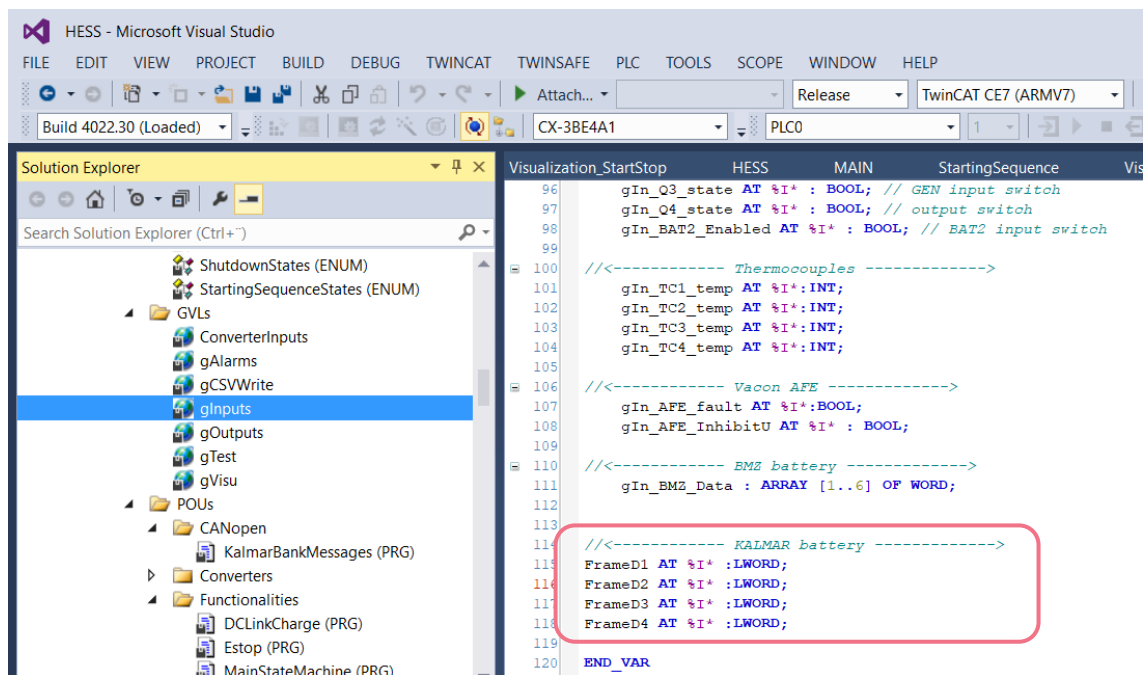 HESS - Microsoft Visual Studio
FILE EDIT VIEW PROJECT BUILD DEBUG TWINCAT TWINSAFE PLC TOOLS SCOPE WINDOW HELP
Attach... Release TwinCAT CE7 (ARMV7)
Build 4022.30 (Loaded) CX-3BE4A1 PLC0 1
Solution Explorer
Search Solution Explorer (Ctrl+¨)
ShutdownStates (ENUM)
StartingSequenceStates (ENUM)
GVLs
ConverterInputs
gAlarms
gCSVWrite
gInputs
gOutputs
gTest
gVisu
POUs
CANopen
KalmarBankMessages (PRG)
Converters
Functionalities
DCLinkCharge (PRG)
Estop (PRG)
MainStateMachine (PRG)
Visualization_StartStop HESS MAIN StartingSequence Vis
96 gIn_Q3_state AT %I* : BOOL; // GEN input switch
97 gIn_Q4_state AT %I* : BOOL; // output switch
98 gIn_BAT2_Enabled AT %I* : BOOL; // BAT2 input switch
99
100 //<------------ Thermocouples ------------->
101 gIn_TC1_temp AT %I*:INT;
102 gIn_TC2_temp AT %I*:INT;
103 gIn_TC3_temp AT %I*:INT;
104 gIn_TC4_temp AT %I*:INT;
105
106 //<------------ Vacon AFE ------------->
107 gIn_AFE_fault AT %I*:BOOL;
108 gIn_AFE_InhibitU AT %I* : BOOL;
109
110 //<------------ BMZ battery ------------->
111 gIn_BMZ_Data : ARRAY [1..6] OF WORD;
112
113
114 //<------------ KALMAR battery ------------->
115 FrameD1 AT %I* :LWORD;
116 FrameD2 AT %I* :LWORD;
117 FrameD3 AT %I* :LWORD;
118 FrameD4 AT %I* :LWORD;
119
120 END_VAR